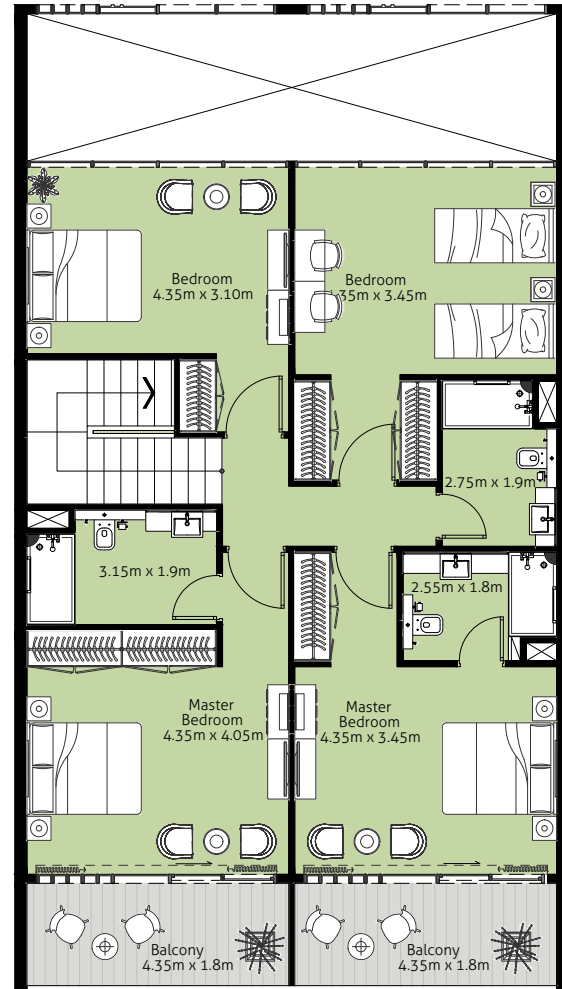 Bedroom
4.35m x 3.10m
Bedroom
35m x 3.45m
2.75m x 1.9m
3.15m x 1.9m
2.55m x 1.8m
Master
Bedroom
4.35m x 4.05m
Master
Bedroom
4.35m x 3.45m
Balcony
4.35m x 1.8m
Balcony
4.35m x 1.8m